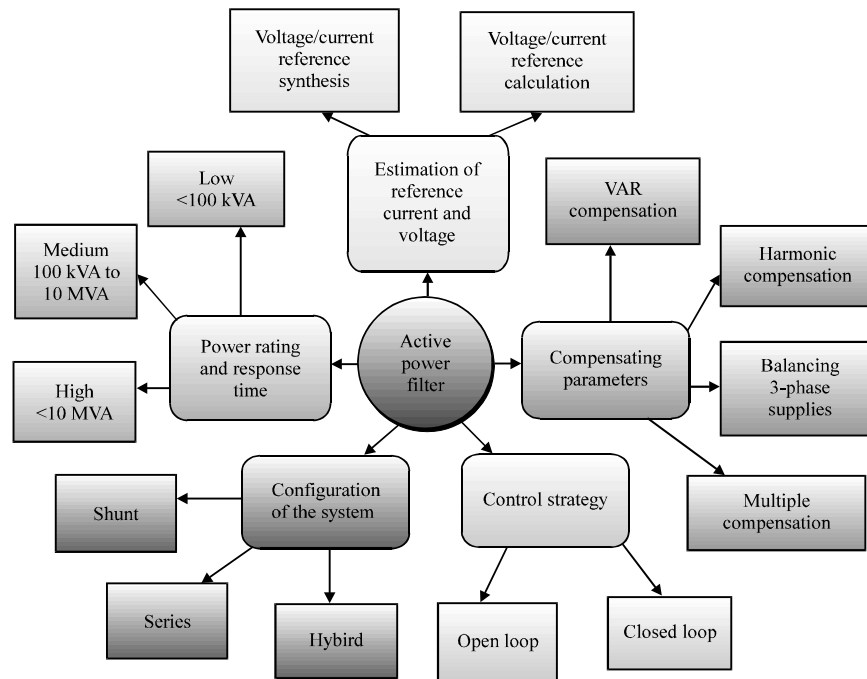 Voltage/current
reference
synthesis
Voltage/current
reference
calculation
Estimation of
reference
current and
voltage
Low
<100 kVA
VAR
compensation
Medium
100 kVA to
10 MVA
Harmonic
compensation
Power rating
and response
time
Active
power
filter
Compensating
parameters
Balancing
3-phase
supplies
High
<10 MVA
Configuration
of the system
Control strategy
Shunt
Multiple
compensation
Series
Hybird
Open loop
Closed loop